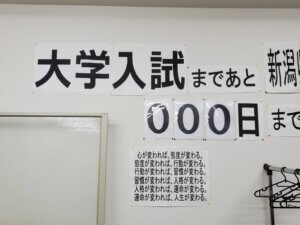 大学入試まであと
新潟
000日ま
心が変われば、態度が変わる。
態度が変われば、行動が変わる。
行動が変われば、習慣が変わる。
習慣が変われば、人格が変わる。
人格が変われば、運命が変わる。
運命が変われば、人生が変わる。